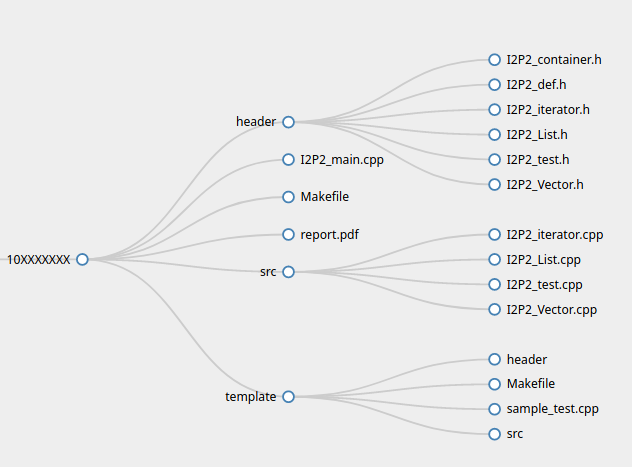 10XXXXXXX
header
I2P2_container.h
I2P2_def.h
I2P2_iterator.h
I2P2_List.h
I2P2_test.h
I2P2_Vector.h
I2P2_main.cpp
Makefile
report.pdf
src
I2P2_iterator.cpp
I2P2_List.cpp
I2P2_test.cpp
I2P2_Vector.cpp
template
header
Makefile
sample_test.cpp
src